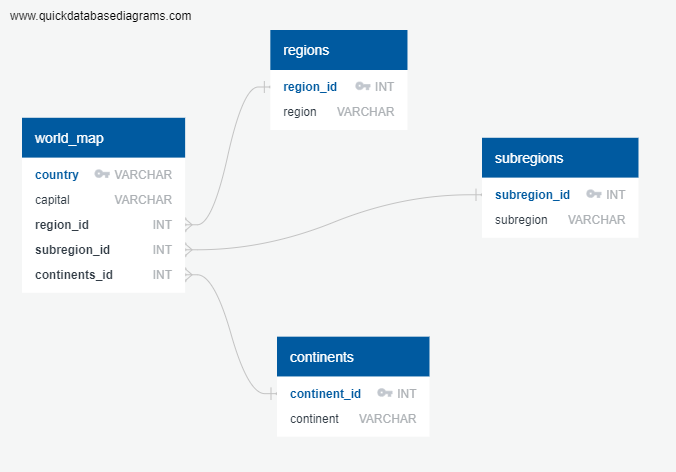 www.quickdatabasediagrams.com
regions
region_id INT
region VARCHAR
world_map
country VARCHAR
capital VARCHAR
region_id INT
subregion_id INT
continents_id INT
subregions
subregion_id INT
subregion VARCHAR
continents
continent_id INT
continent VARCHAR